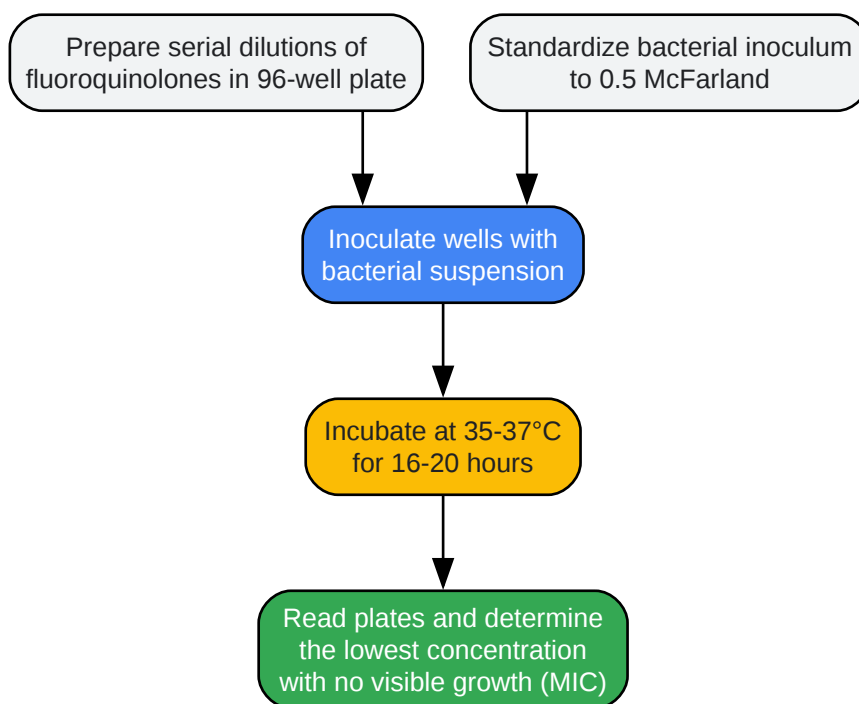 Prepare serial dilutions of
fluoroquinolones in 96-well plate
Standardize bacterial inoculum
to 0.5 McFarland
Inoculate wells with
bacterial suspension
Incubate at 35-37°C
for 16-20 hours
Read plates and determine
the lowest concentration
with no visible growth (MIC)